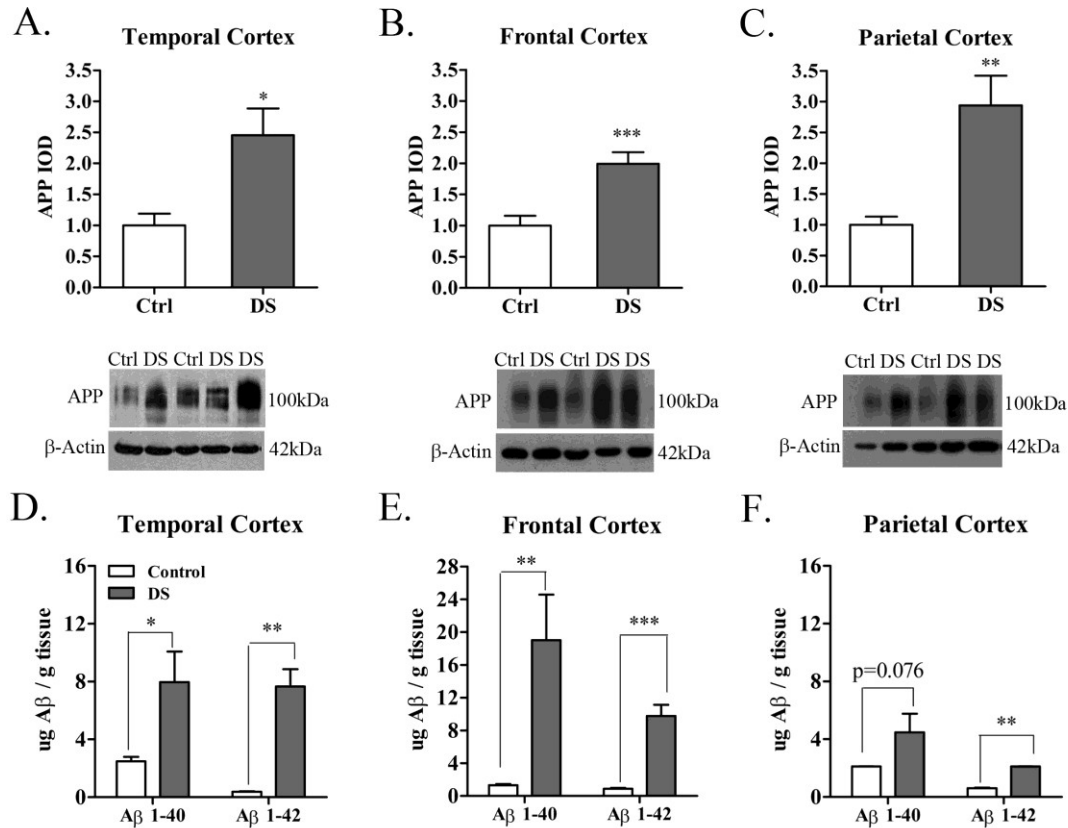 A.
Temporal Cortex
APP IOD
3.5
3.0
2.5
2.0
1.5
1.0
0.5
0.0
*
Ctrl DS
Ctrl DS Ctrl DS DS
APP 100kDa
β-Actin 42kDa
B.
Frontal Cortex
APP IOD
3.5
3.0
2.5
2.0
1.5
1.0
0.5
0.0
***
Ctrl DS
Ctrl DS Ctrl DS DS
APP 100kDa
β-Actin 42kDa
C.
Parietal Cortex
APP IOD
3.5
3.0
2.5
2.0
1.5
1.0
0.5
0.0
**
Ctrl DS
Ctrl DS Ctrl DS DS
APP 100kDa
β-Actin 42kDa
D.
Temporal Cortex
ug Aβ / g tissue
16
12
8
4
0
Control
DS
*
**
Aβ 1-40 Aβ 1-42
E.
Frontal Cortex
ug Aβ / g tissue
28
24
20
16
12
8
4
0
**
***
Aβ 1-40 Aβ 1-42
F.
Parietal Cortex
ug Aβ / g tissue
16
12
8
4
0
p=0.076
**
Aβ 1-40 Aβ 1-42